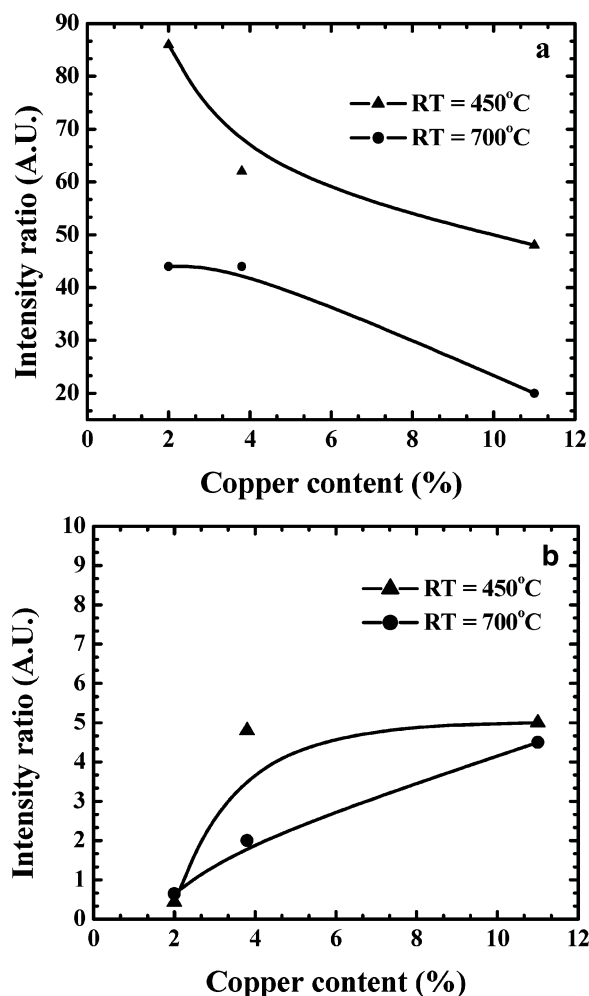 90
a
80
RT = 450°C
RT = 700°C
70
60
50
40
30
20
Intensity ratio (A.U.)
0 2 4 6 8 10 12
Copper content (%)
10
b
9
RT = 450°C
RT = 700°C
8
7
6
5
4
3
2
1
0
Intensity ratio (A.U.)
0 2 4 6 8 10 12
Copper content (%)